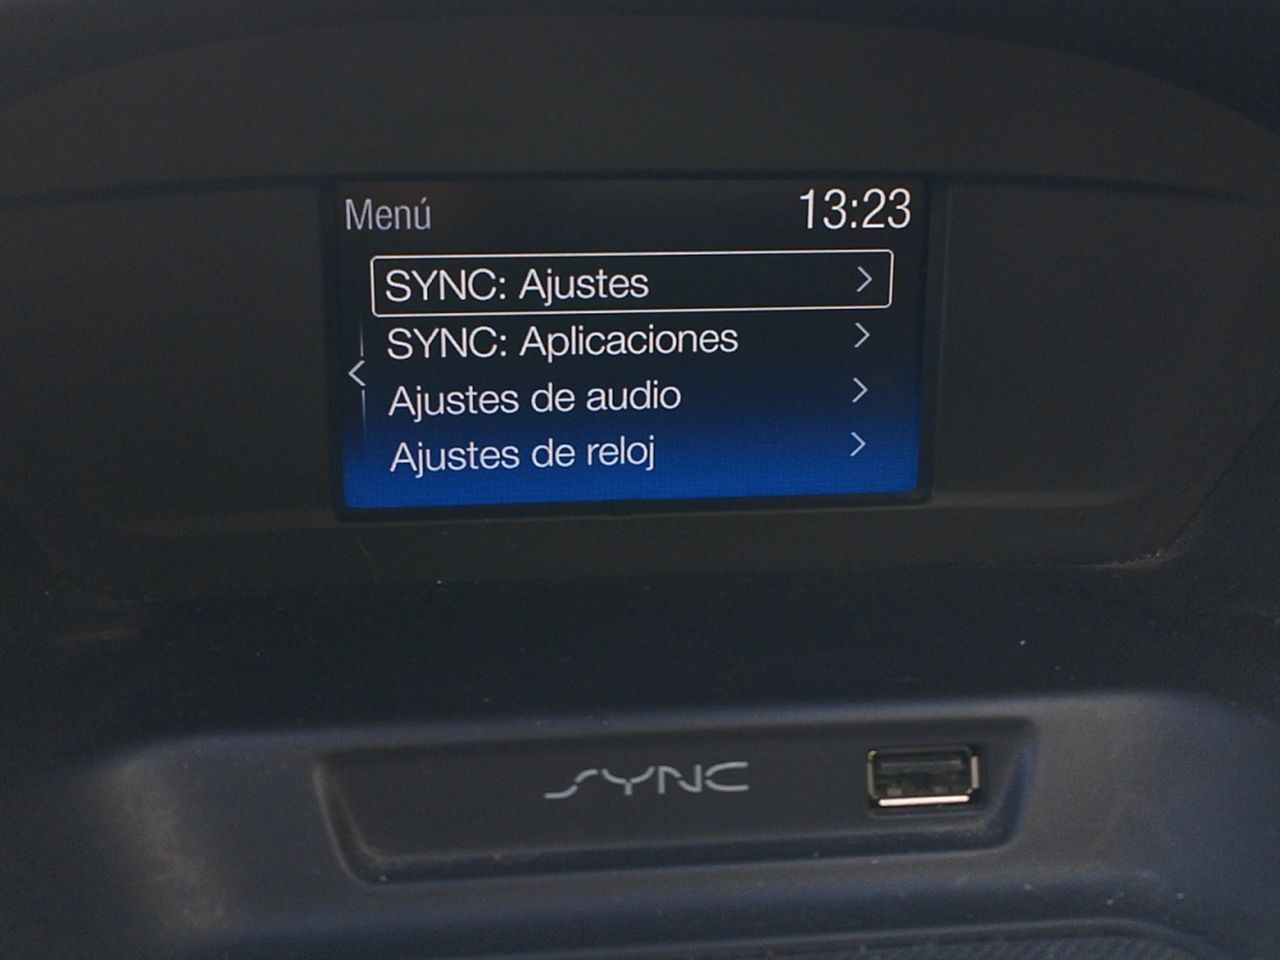 Menú
13:23
SYNC: Ajustes
SYNC: Aplicaciones
Ajustes de audio
Ajustes de reloj
SYNC